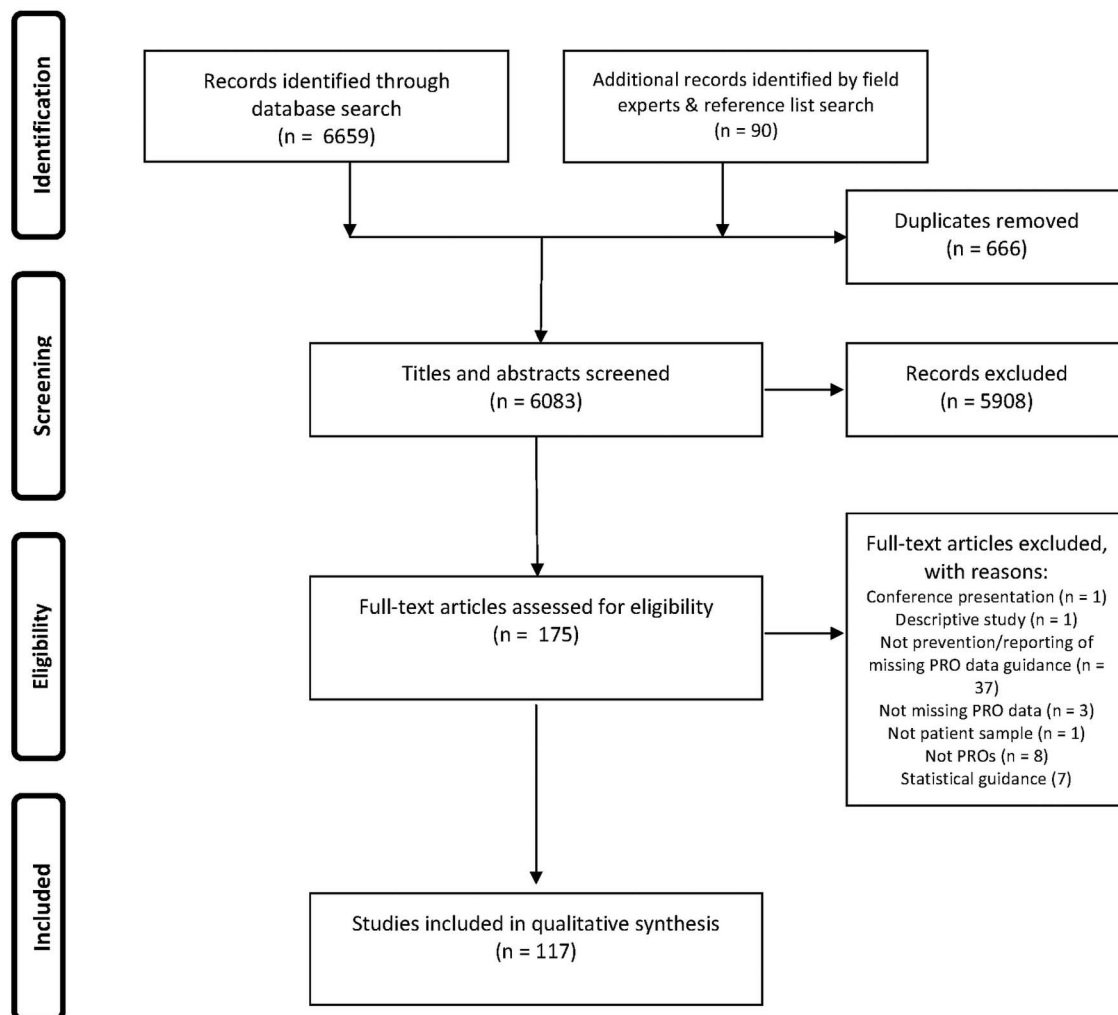 Identification
Records identified through
database search
(n = 6659)
Additional records identified by field
experts & reference list search
(n = 90)
Duplicates removed
(n = 666)
Screening
Titles and abstracts screened
(n = 6083)
Records excluded
(n = 5908)
Eligibility
Full-text articles assessed for eligibility
(n = 175)
Full-text articles excluded,
with reasons:
Conference presentation (n = 1)
Descriptive study (n = 1)
Not prevention/reporting of
missing PRO data guidance (n =
37)
Not missing PRO data (n = 3)
Not patient sample (n = 1)
Not PROs (n = 8)
Statistical guidance (7)
Included
Studies included in qualitative synthesis
(n = 117)